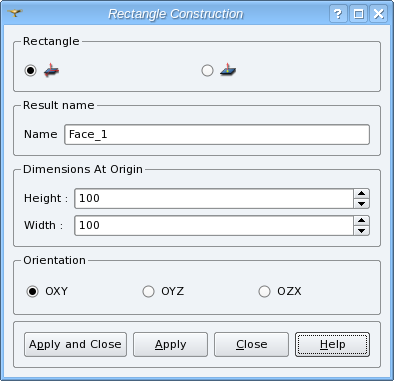 Rectangle Construction
Rectangle
Result name
Name Face_1
Dimensions At Origin
Height : 100
Width : 100
Orientation
OXY OYZ OZX
Apply and Close Apply Close Help